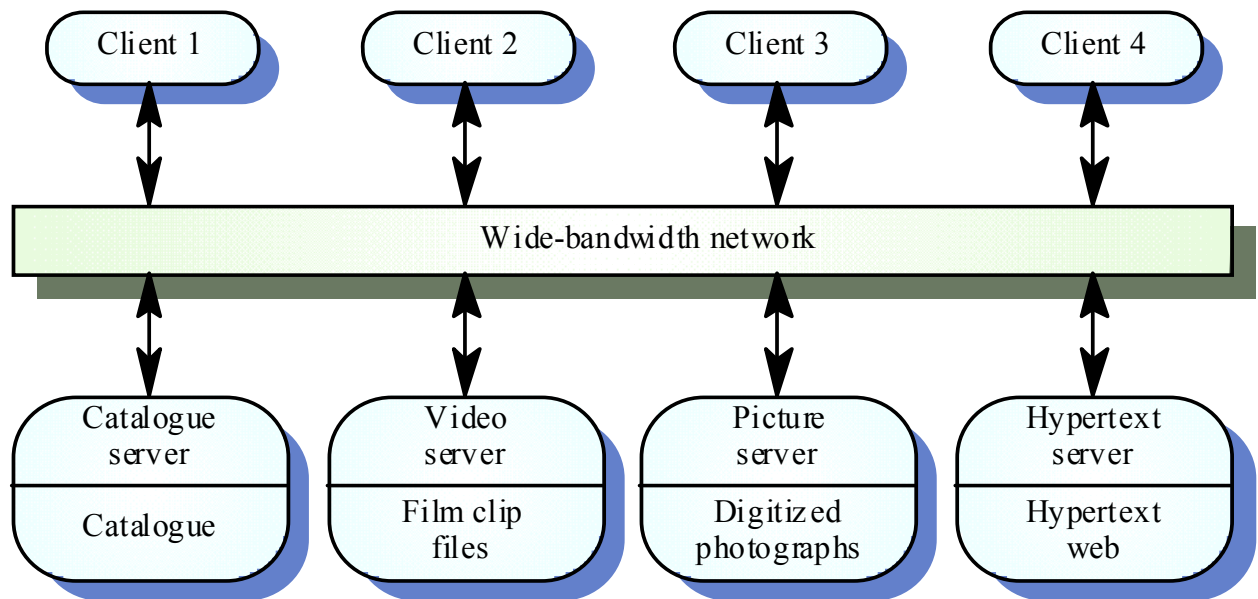 Client 1
Client 2
Client 3
Client 4
Wide-bandwidth network
Catalogue
server
Catalogue
Video
server
Film clip
files
Picture
server
Digitized
photographs
Hypertext
server
Hypertext
web